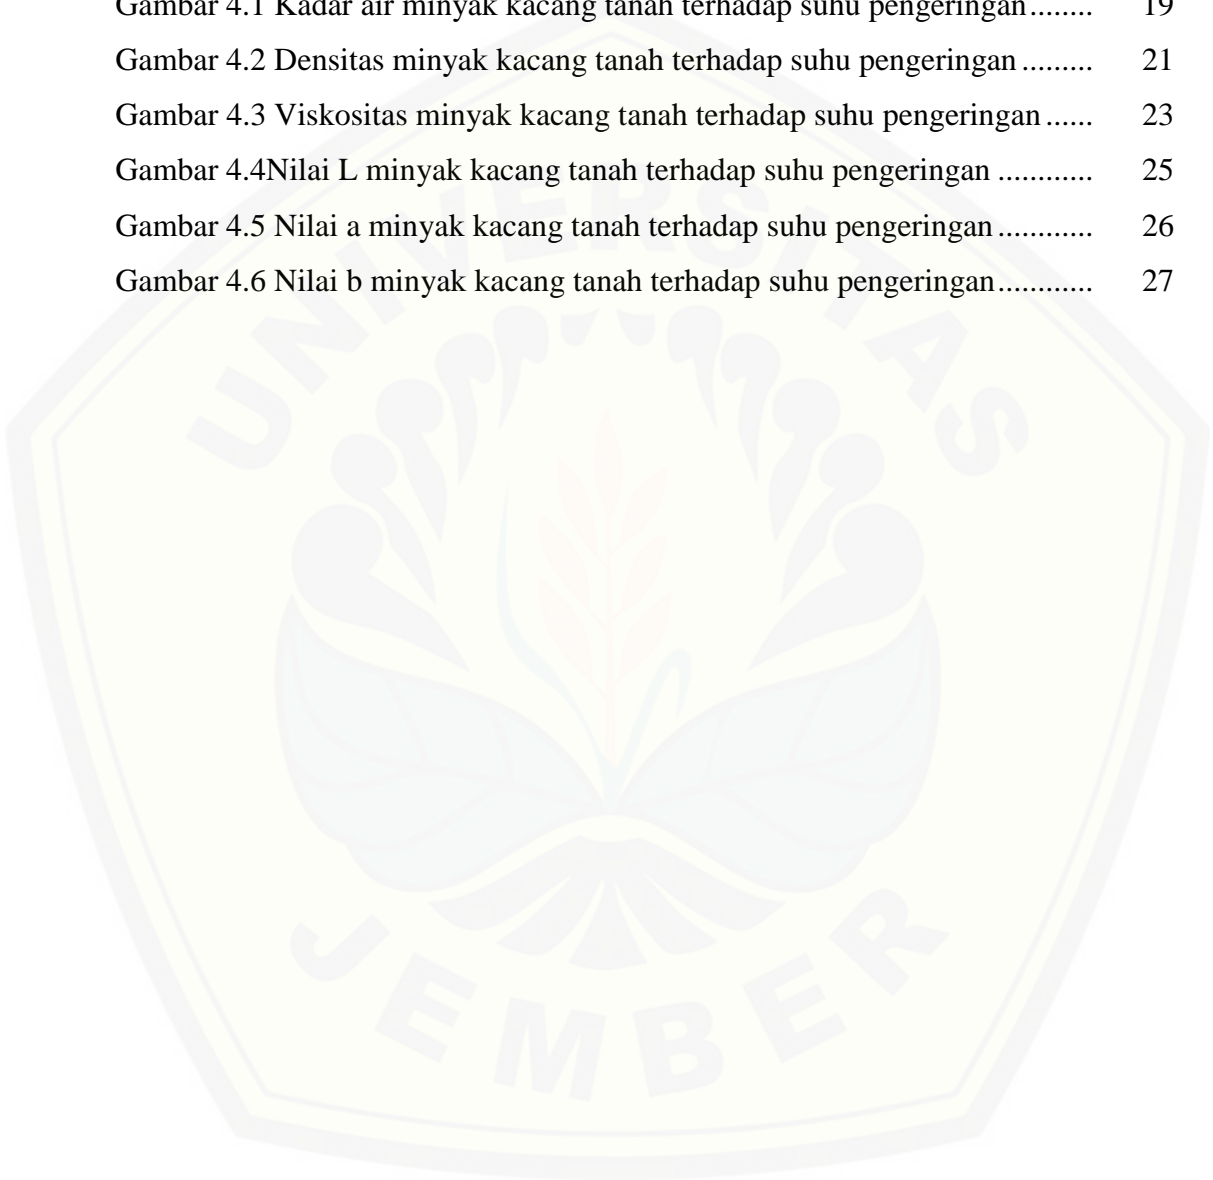 Gambar 4.1 Kadar air minyak kacang tanah terhadap suhu pengeringan........ 19
Gambar 4.2 Densitas minyak kacang tanah terhadap suhu pengeringan ......... 21
Gambar 4.3 Viskositas minyak kacang tanah terhadap suhu pengeringan ...... 23
Gambar 4.4Nilai L minyak kacang tanah terhadap suhu pengeringan ............ 25
Gambar 4.5 Nilai a minyak kacang tanah terhadap suhu pengeringan ............ 26
Gambar 4.6 Nilai b minyak kacang tanah terhadap suhu pengeringan............ 27
UNIVERSITAS
JEMBER